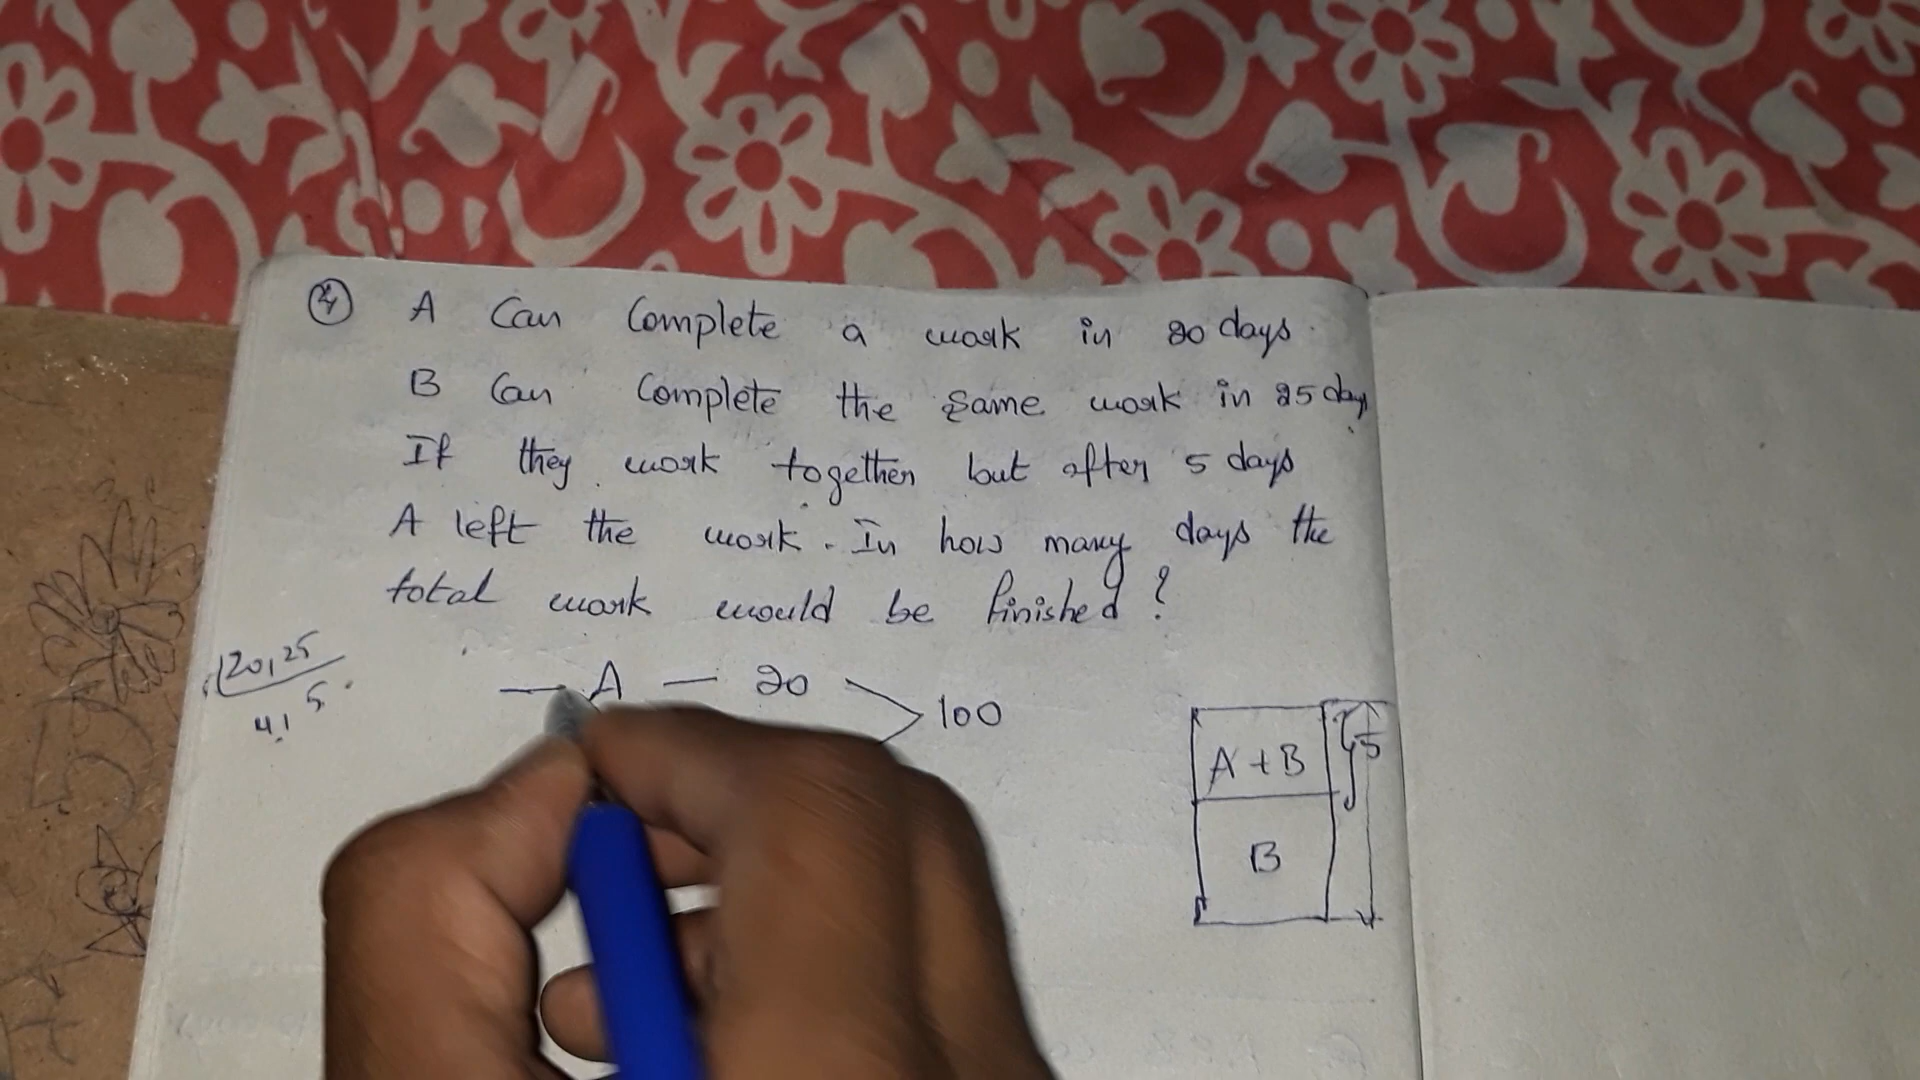 ④ A Can Complete a work in 20 days.
B Can Complete the same work in 25 days
If they work together but after 5 days
A left the work. In how many days the
total work would be finished?
20, 25
4, 5
— A — 20
100
A + B
5
B